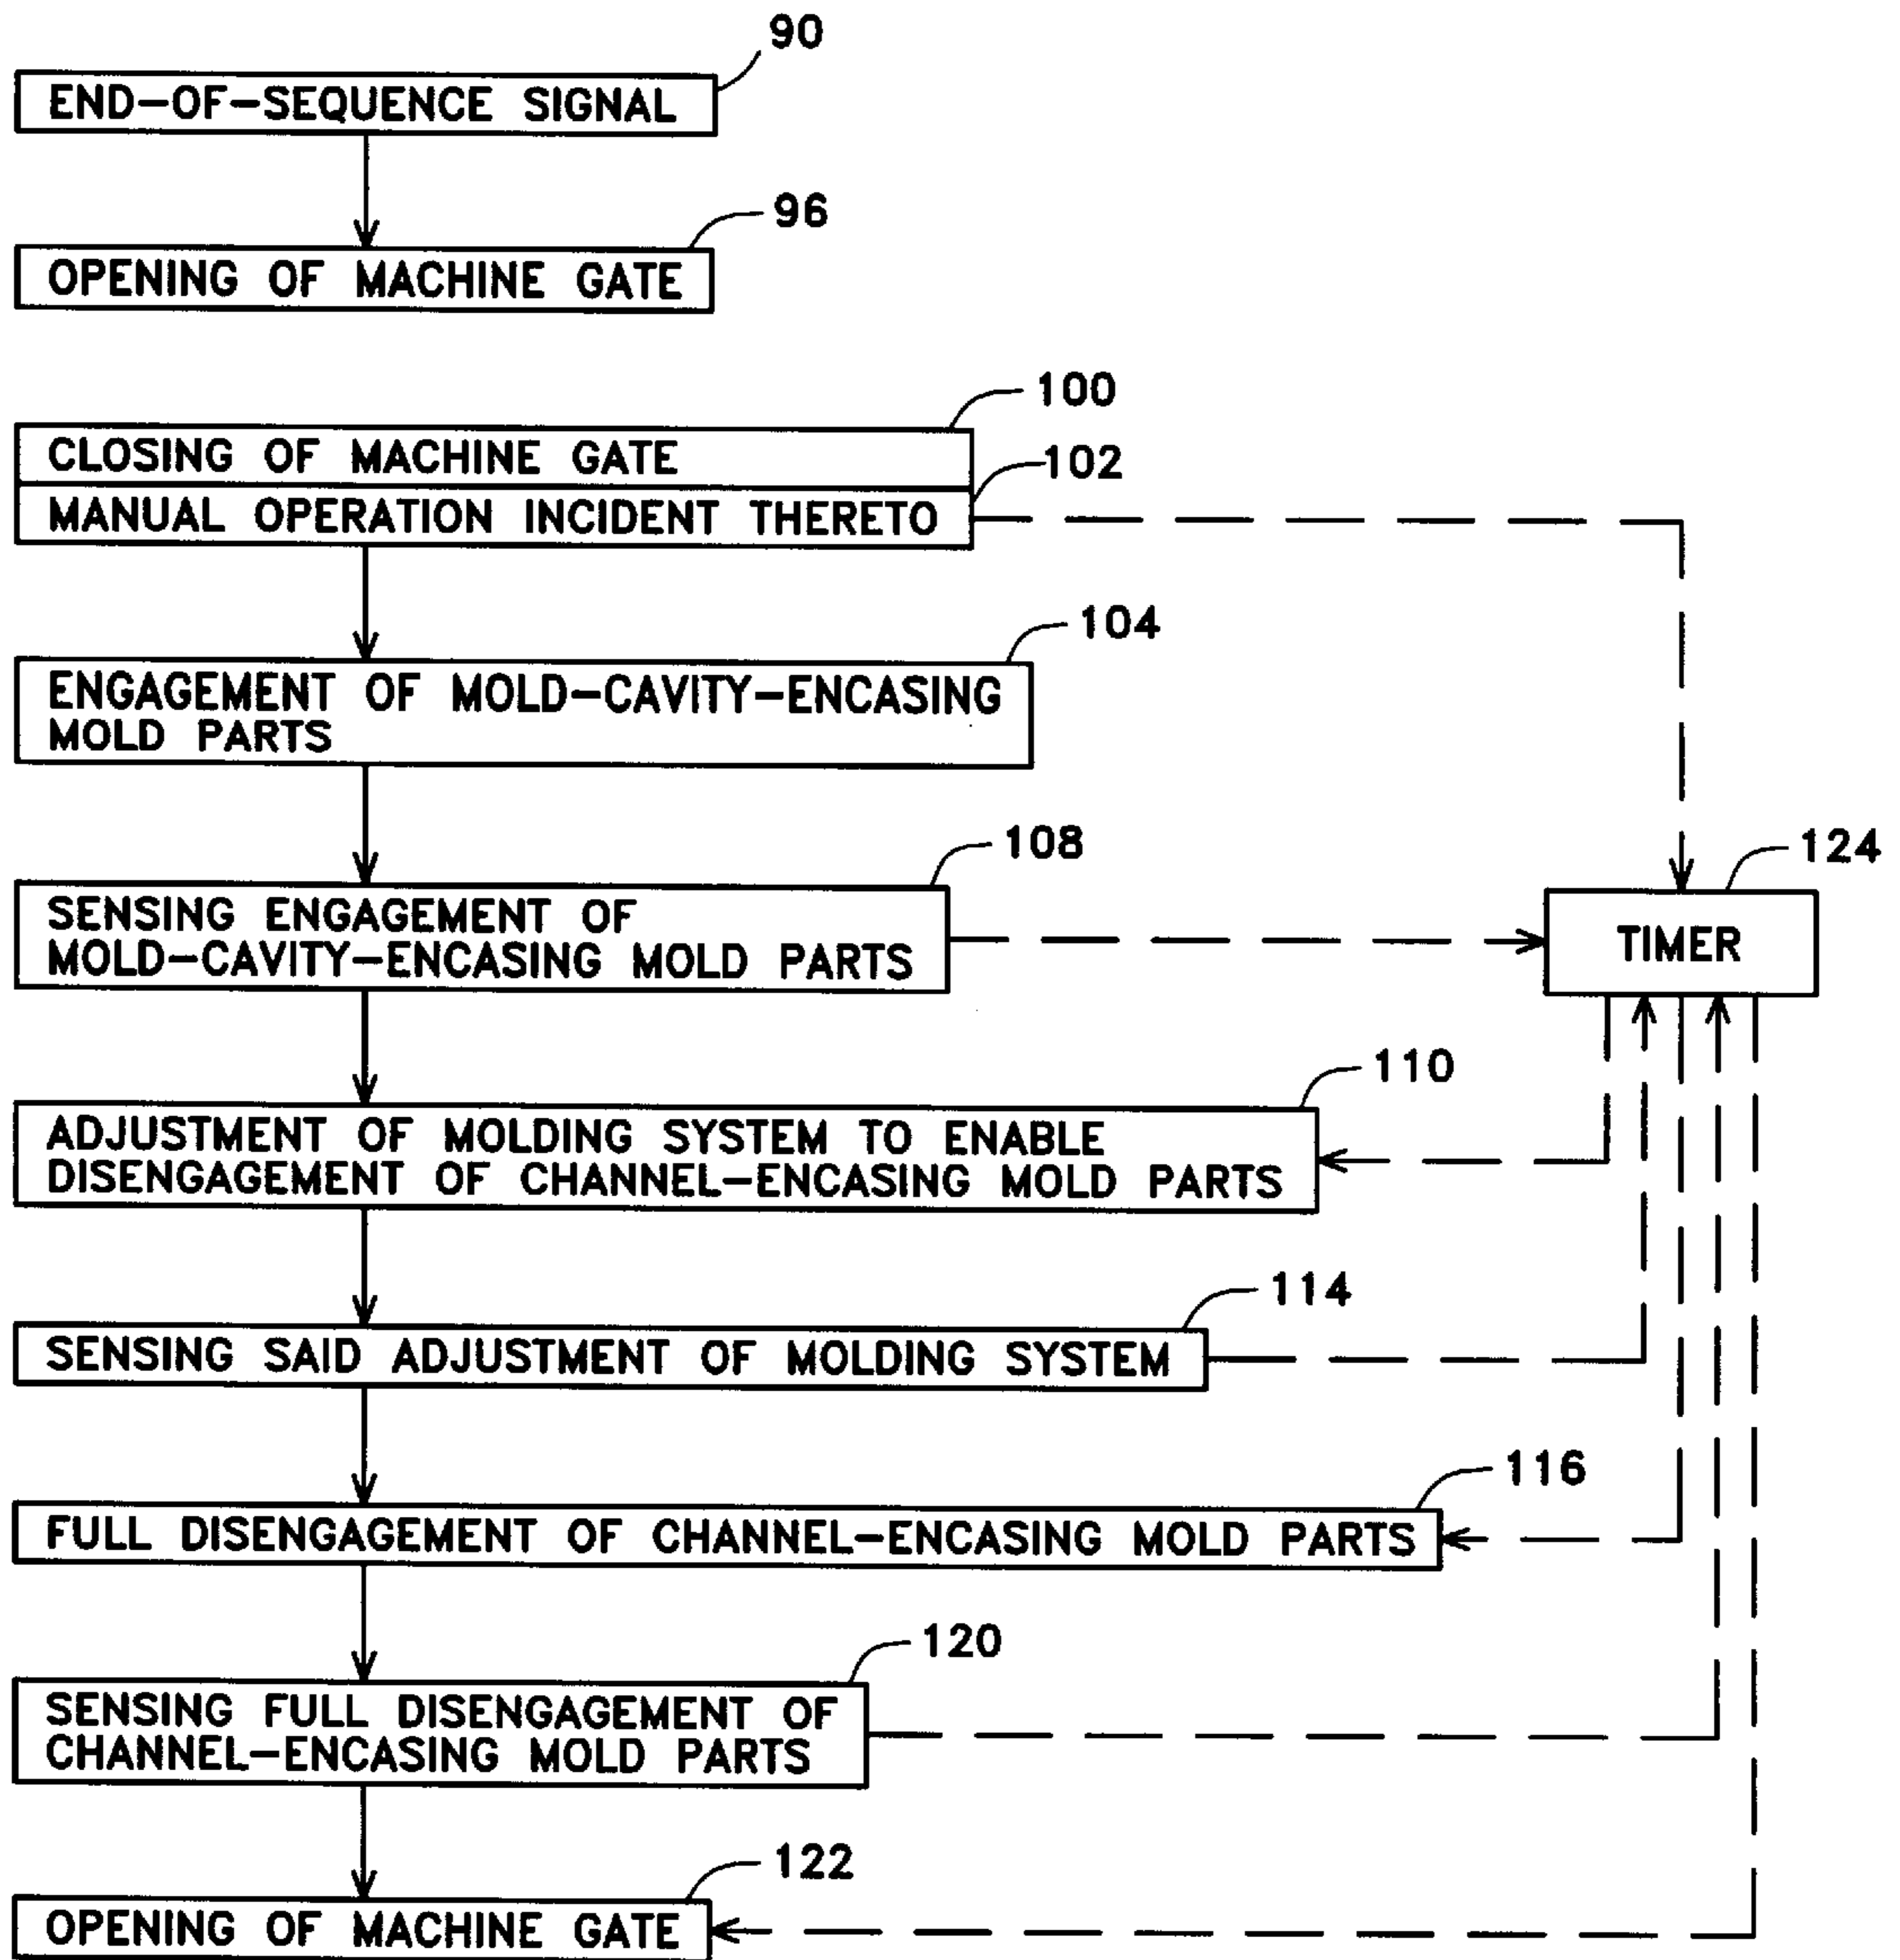 90
END-OF-SEQUENCE SIGNAL
96
OPENING OF MACHINE GATE
100
CLOSING OF MACHINE GATE
102
MANUAL OPERATION INCIDENT THERETO
104
ENGAGEMENT OF MOLD-CAVITY-ENCASING
MOLD PARTS
108
SENSING ENGAGEMENT OF
MOLD-CAVITY-ENCASING MOLD PARTS
124
TIMER
110
ADJUSTMENT OF MOLDING SYSTEM TO ENABLE
DISENGAGEMENT OF CHANNEL-ENCASING MOLD PARTS
114
SENSING SAID ADJUSTMENT OF MOLDING SYSTEM
116
FULL DISENGAGEMENT OF CHANNEL-ENCASING MOLD PARTS
120
SENSING FULL DISENGAGEMENT OF
CHANNEL-ENCASING MOLD PARTS
122
OPENING OF MACHINE GATE